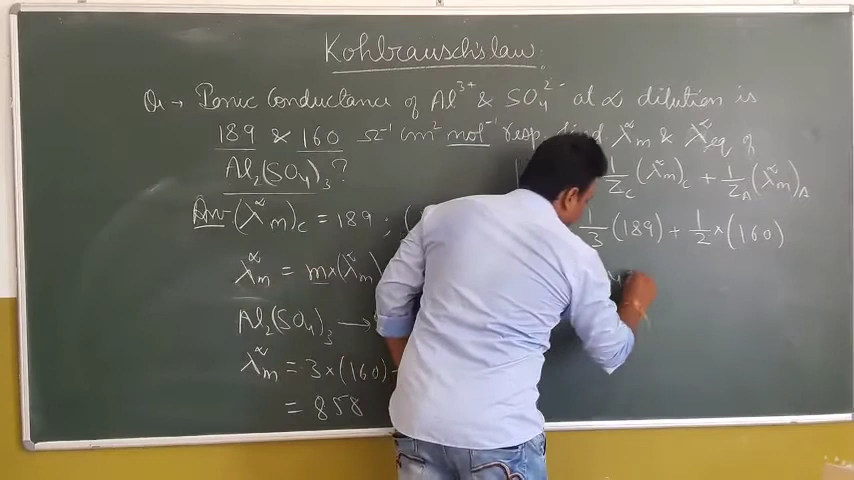 Kohlrausch's law.
Q1 → Ionic Conductance of Al³⁺ & SO₄²⁻ at ∝ dilution is
189 & 160 Ω⁻¹ cm² mol⁻¹ resp. find λ∞m & λ∞eq of
Al₂(SO₄)₃ ?
1/Zc (λ∞m)c + 1/ZA (λ∞m)A
Ans (λ∞m)c = 189 ; (
1/3 (189) + 1/2 × (160)
λ∞m = m×(λ∞m)
Al₂(SO₄)₃ →
λ∞m = 3×(160)
= 858